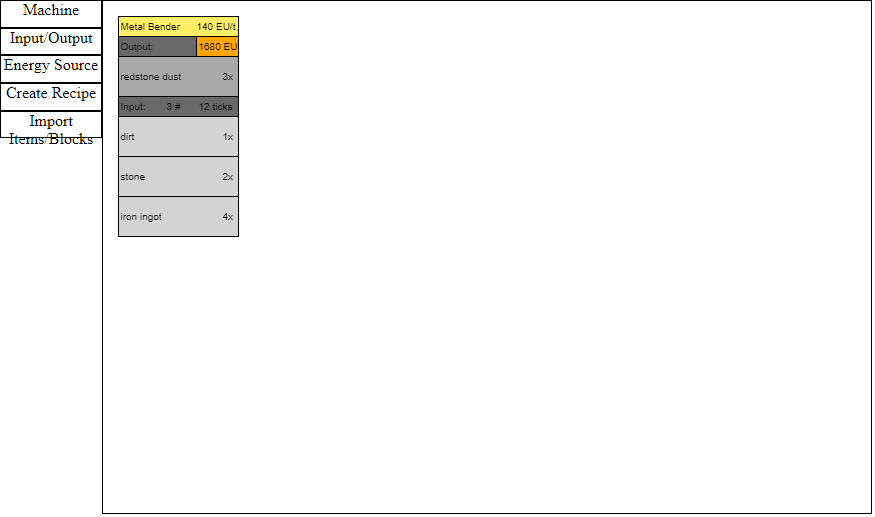 Machine
Input/Output
Energy Source
Create Recipe
Import
Items/Blocks
Metal Bender 140 EU/t
Output: 1680 EU
redstone dust 3x
Input: 3 # 12 ticks
dirt 1x
stone 2x
iron ingot 4x